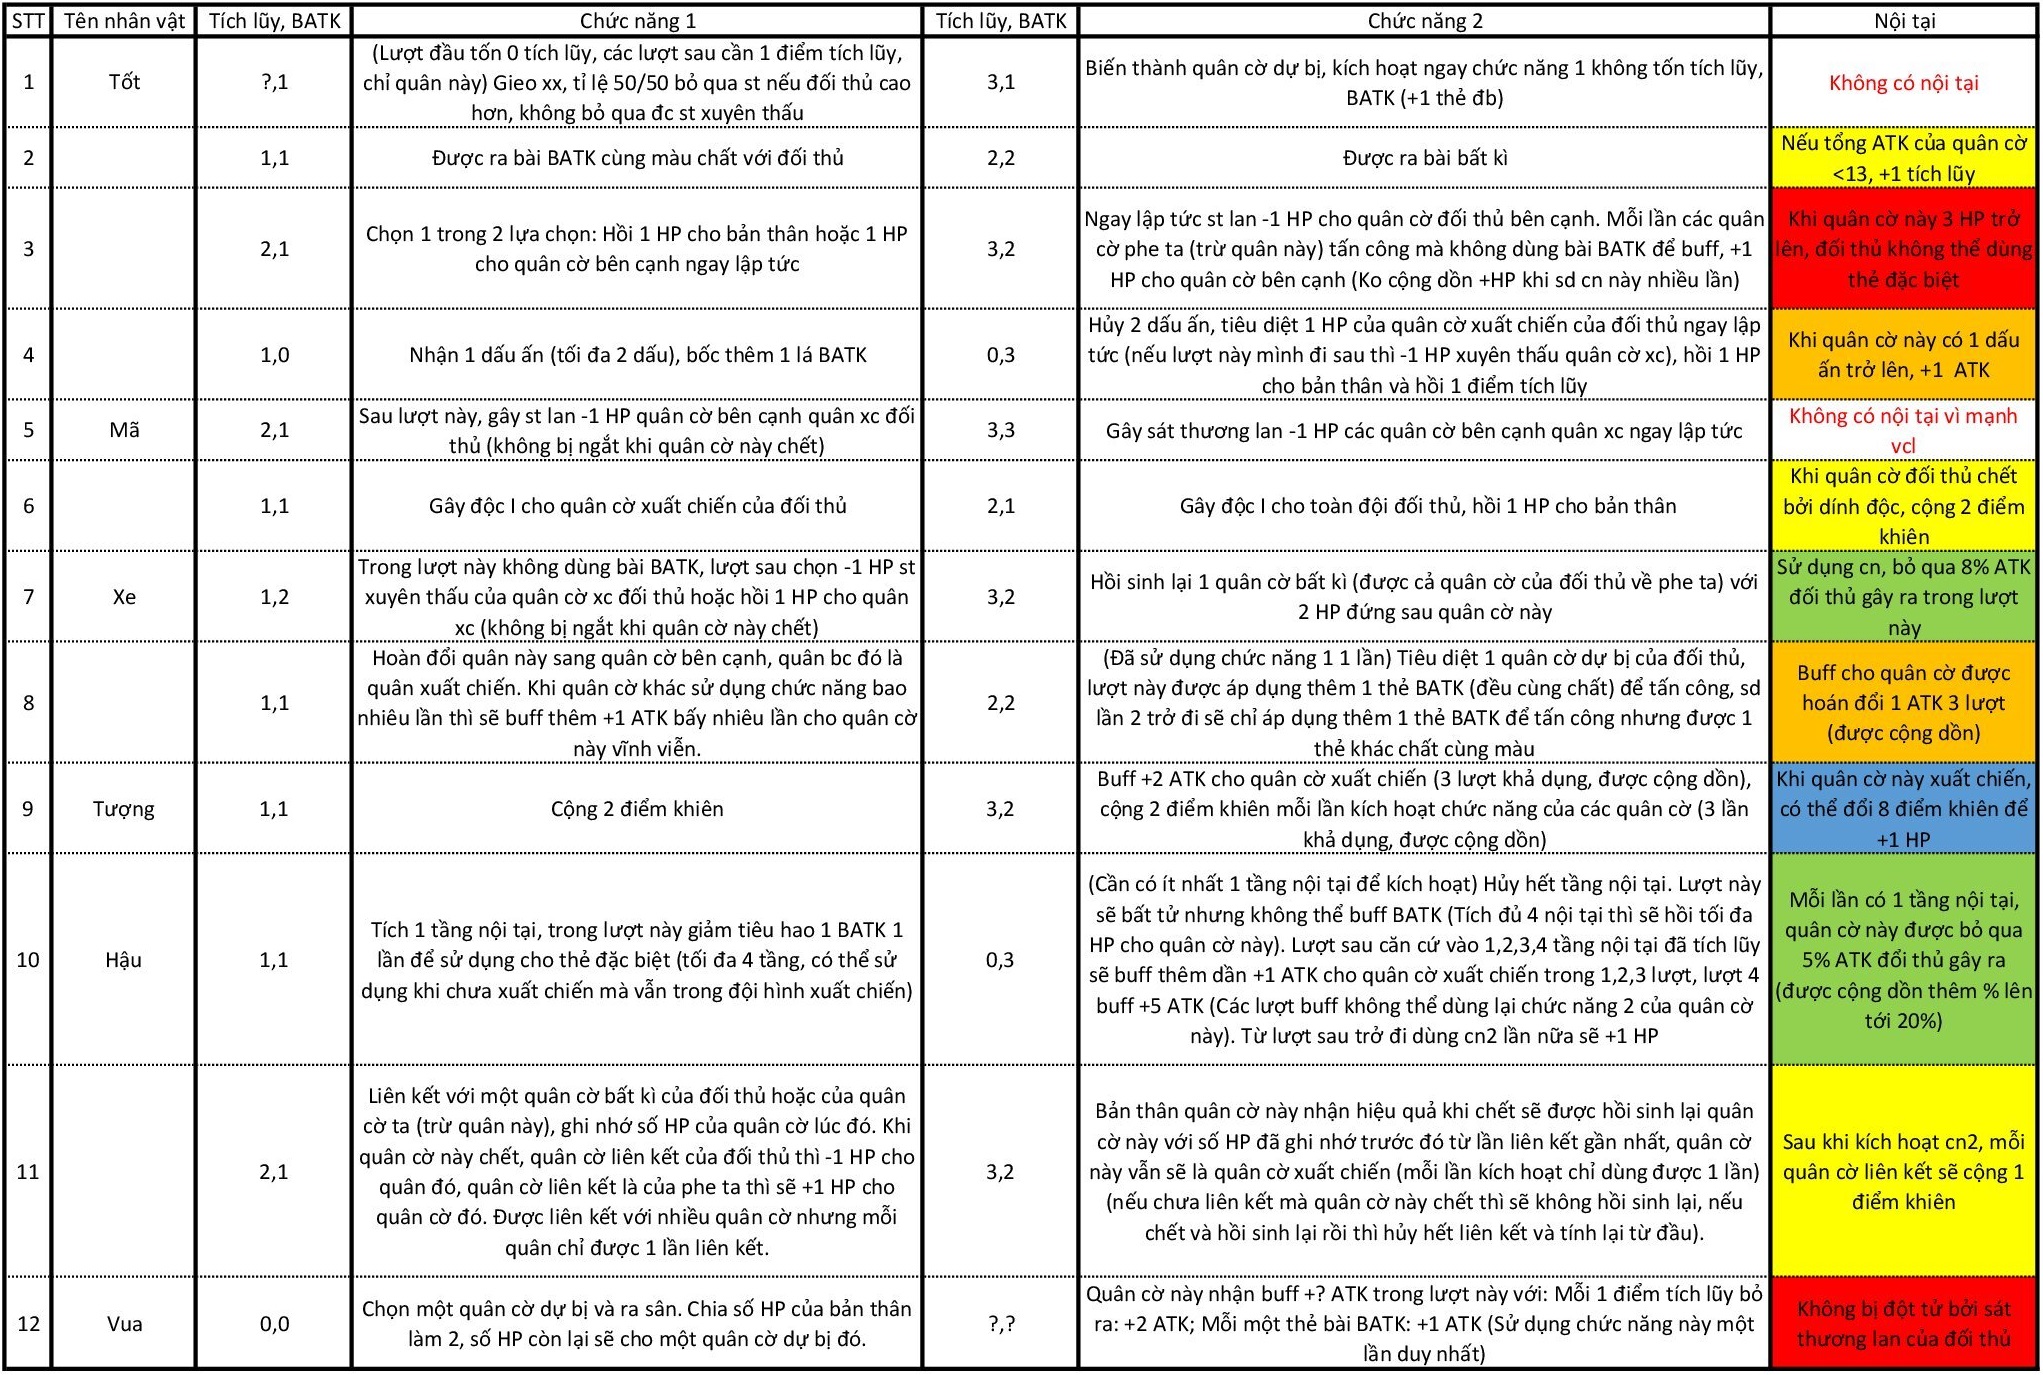 STT Tên nhân vật Tích lũy, BATK Chức năng 1 Tích lũy, BATK Chức năng 2 Nội tại
1 Tốt ?,1
(Lượt đầu tốn 0 tích lũy, các lượt sau cần 1 điểm tích lũy,
chỉ quân này) Gieo xx, tỉ lệ 50/50 bỏ qua st nếu đối thủ cao
hơn, không bỏ qua đc st xuyên thấu
3,1
Biến thành quân cờ dự bị, kích hoạt ngay chức năng 1 không tốn tích lũy,
BATK (+1 thẻ đb)
Không có nội tại
2 1,1
Được ra bài BATK cùng màu chất với đối thủ
2,2
Được ra bài bất kì
Nếu tổng ATK của quân cờ
<13, +1 tích lũy
3 2,1
Chọn 1 trong 2 lựa chọn: Hồi 1 HP cho bản thân hoặc 1 HP
cho quân cờ bên cạnh ngay lập tức
3,2
Ngay lập tức st lan -1 HP cho quân cờ đối thủ bên cạnh. Mỗi lần các quân
cờ phe ta (trừ quân này) tấn công mà không dùng bài BATK để buff, +1
HP cho quân cờ bên cạnh (Ko cộng dồn +HP khi sd cn này nhiều lần)
Khi quân cờ này 3 HP trở
lên, đối thủ không thể dùng
thẻ đặc biệt
4 1,0
Nhận 1 dấu ấn (tối đa 2 dấu), bốc thêm 1 lá BATK
0,3
Hủy 2 dấu ấn, tiêu diệt 1 HP của quân cờ xuất chiến của đối thủ ngay lập
tức (nếu lượt này mình đi sau thì -1 HP xuyên thấu quân cờ xc), hồi 1 HP
cho bản thân và hồi 1 điểm tích lũy
Khi quân cờ này có 1 dấu
ấn trở lên, +1 ATK
5 Mã 2,1
Sau lượt này, gây st lan -1 HP quân cờ bên cạnh quân xc đối
thủ (không bị ngắt khi quân cờ này chết)
3,3
Gây sát thương lan -1 HP các quân cờ bên cạnh quân xc ngay lập tức
Không có nội tại vì mạnh
vcl
6 1,1
Gây độc I cho quân cờ xuất chiến của đối thủ
2,1
Gây độc I cho toàn đội đối thủ, hồi 1 HP cho bản thân
Khi quân cờ đối thủ chết
bởi dính độc, cộng 2 điểm
khiên
7 Xe 1,2
Trong lượt này không dùng bài BATK, lượt sau chọn -1 HP st
xuyên thấu của quân cờ xc đối thủ hoặc hồi 1 HP cho quân
xc (không bị ngắt khi quân cờ này chết)
3,2
Hồi sinh lại 1 quân cờ bất kì (được cả quân cờ của đối thủ về phe ta) với
2 HP đứng sau quân cờ này
Sử dụng cn, bỏ qua 8% ATK
đối thủ gây ra trong lượt
này
8 1,1
Hoàn đổi quân này sang quân cờ bên cạnh, quân bc đó là
quân xuất chiến. Khi quân cờ khác sử dụng chức năng bao
nhiêu lần thì sẽ buff thêm +1 ATK bấy nhiêu lần cho quân cờ
này vĩnh viễn.
2,2
(Đã sử dụng chức năng 1 1 lần) Tiêu diệt 1 quân cờ dự bị của đối thủ,
lượt này được áp dụng thêm 1 thẻ BATK (đều cùng chất) để tấn công, sd
lần 2 trở đi sẽ chỉ áp dụng thêm 1 thẻ BATK để tấn công nhưng được 1
thẻ khác chất cùng màu
Buff cho quân cờ được
hoán đổi 1 ATK 3 lượt
(được cộng dồn)
9 Tượng 1,1
Cộng 2 điểm khiên
3,2
Buff +2 ATK cho quân cờ xuất chiến (3 lượt khả dụng, được cộng dồn),
cộng 2 điểm khiên mỗi lần kích hoạt chức năng của các quân cờ (3 lần
khả dụng, được cộng dồn)
Khi quân cờ này xuất chiến,
có thể đổi 8 điểm khiên để
+1 HP
10 Hậu 1,1
Tích 1 tầng nội tại, trong lượt này giảm tiêu hao 1 BATK 1
lần để sử dụng cho thẻ đặc biệt (tối đa 4 tầng, có thể sử
dụng khi chưa xuất chiến mà vẫn trong đội hình xuất chiến)
0,3
(Cần có ít nhất 1 tầng nội tại để kích hoạt) Hủy hết tầng nội tại. Lượt này
sẽ bất tử nhưng không thể buff BATK (Tích đủ 4 nội tại thì sẽ hồi tối đa
HP cho quân cờ này). Lượt sau căn cứ vào 1,2,3,4 tầng nội tại đã tích lũy
sẽ buff thêm dần +1 ATK cho quân cờ xuất chiến trong 1,2,3 lượt, lượt 4
buff +5 ATK (Các lượt buff không thể dùng lại chức năng 2 của quân cờ
này). Từ lượt sau trở đi dùng cn2 lần nữa sẽ +1 HP
Mỗi lần có 1 tầng nội tại,
quân cờ này được bỏ qua
5% ATK đối thủ gây ra
(được cộng dồn thêm % lên
tới 20%)
11 2,1
Liên kết với một quân cờ bất kì của đối thủ hoặc của quân
cờ ta (trừ quân này), ghi nhớ số HP của quân cờ lúc đó. Khi
quân cờ này chết, quân cờ liên kết của đối thủ thì -1 HP cho
quân đó, quân cờ liên kết là của phe ta thì sẽ +1 HP cho
quân cờ đó. Được liên kết với nhiều quân cờ nhưng mỗi
quân chỉ được 1 lần liên kết.
3,2
Bản thân quân cờ này nhận hiệu quả khi chết sẽ được hồi sinh lại quân
cờ này với số HP đã ghi nhớ trước đó từ lần liên kết gần nhất, quân cờ
này vẫn sẽ là quân cờ xuất chiến (mỗi lần kích hoạt chỉ dùng được 1 lần)
(nếu chưa liên kết mà quân cờ này chết thì sẽ không hồi sinh lại, nếu
chết và hồi sinh lại rồi thì hủy hết liên kết và tính lại từ đầu).
Sau khi kích hoạt cn2, mỗi
quân cờ liên kết sẽ cộng 1
điểm khiên
12 Vua 0,0
Chọn một quân cờ dự bị và ra sân. Chia số HP của bản thân
làm 2, số HP còn lại sẽ cho một quân cờ dự bị đó.
?,?
Quân cờ này nhận buff +? ATK trong lượt này với: Mỗi 1 điểm tích lũy bỏ
ra: +2 ATK; Mỗi một thẻ bài BATK: +1 ATK (Sử dụng chức năng này một
lần duy nhất)
Không bị đột tử bởi sát
thương lan của đối thủ